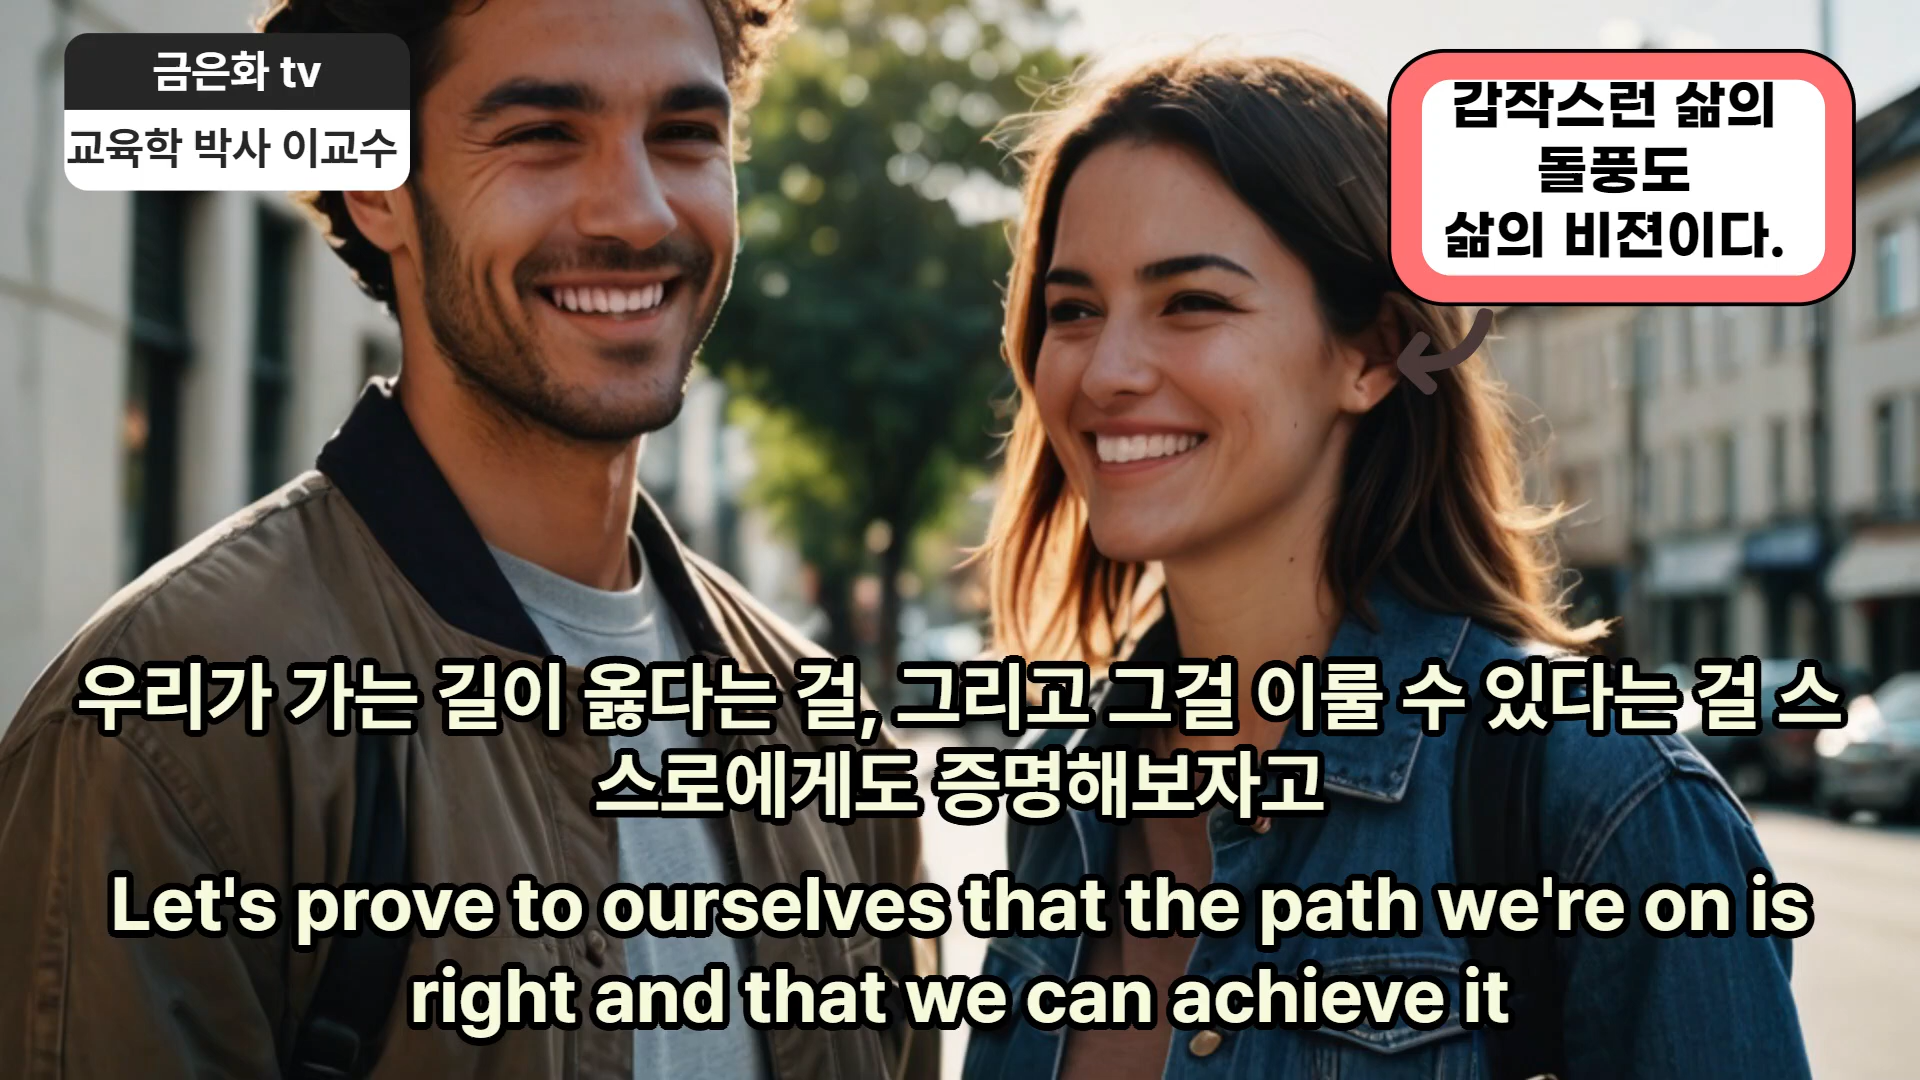 금은화 tv
교육학 박사 이교수
갑작스런 삶의
돌풍도
삶의 비젼이다.
우리가 가는 길이 옳다는 걸, 그리고 그걸 이룰 수 있다는 걸 스
스로에게도 증명해보자고
Let's prove to ourselves that the path we're on is
right and that we can achieve it